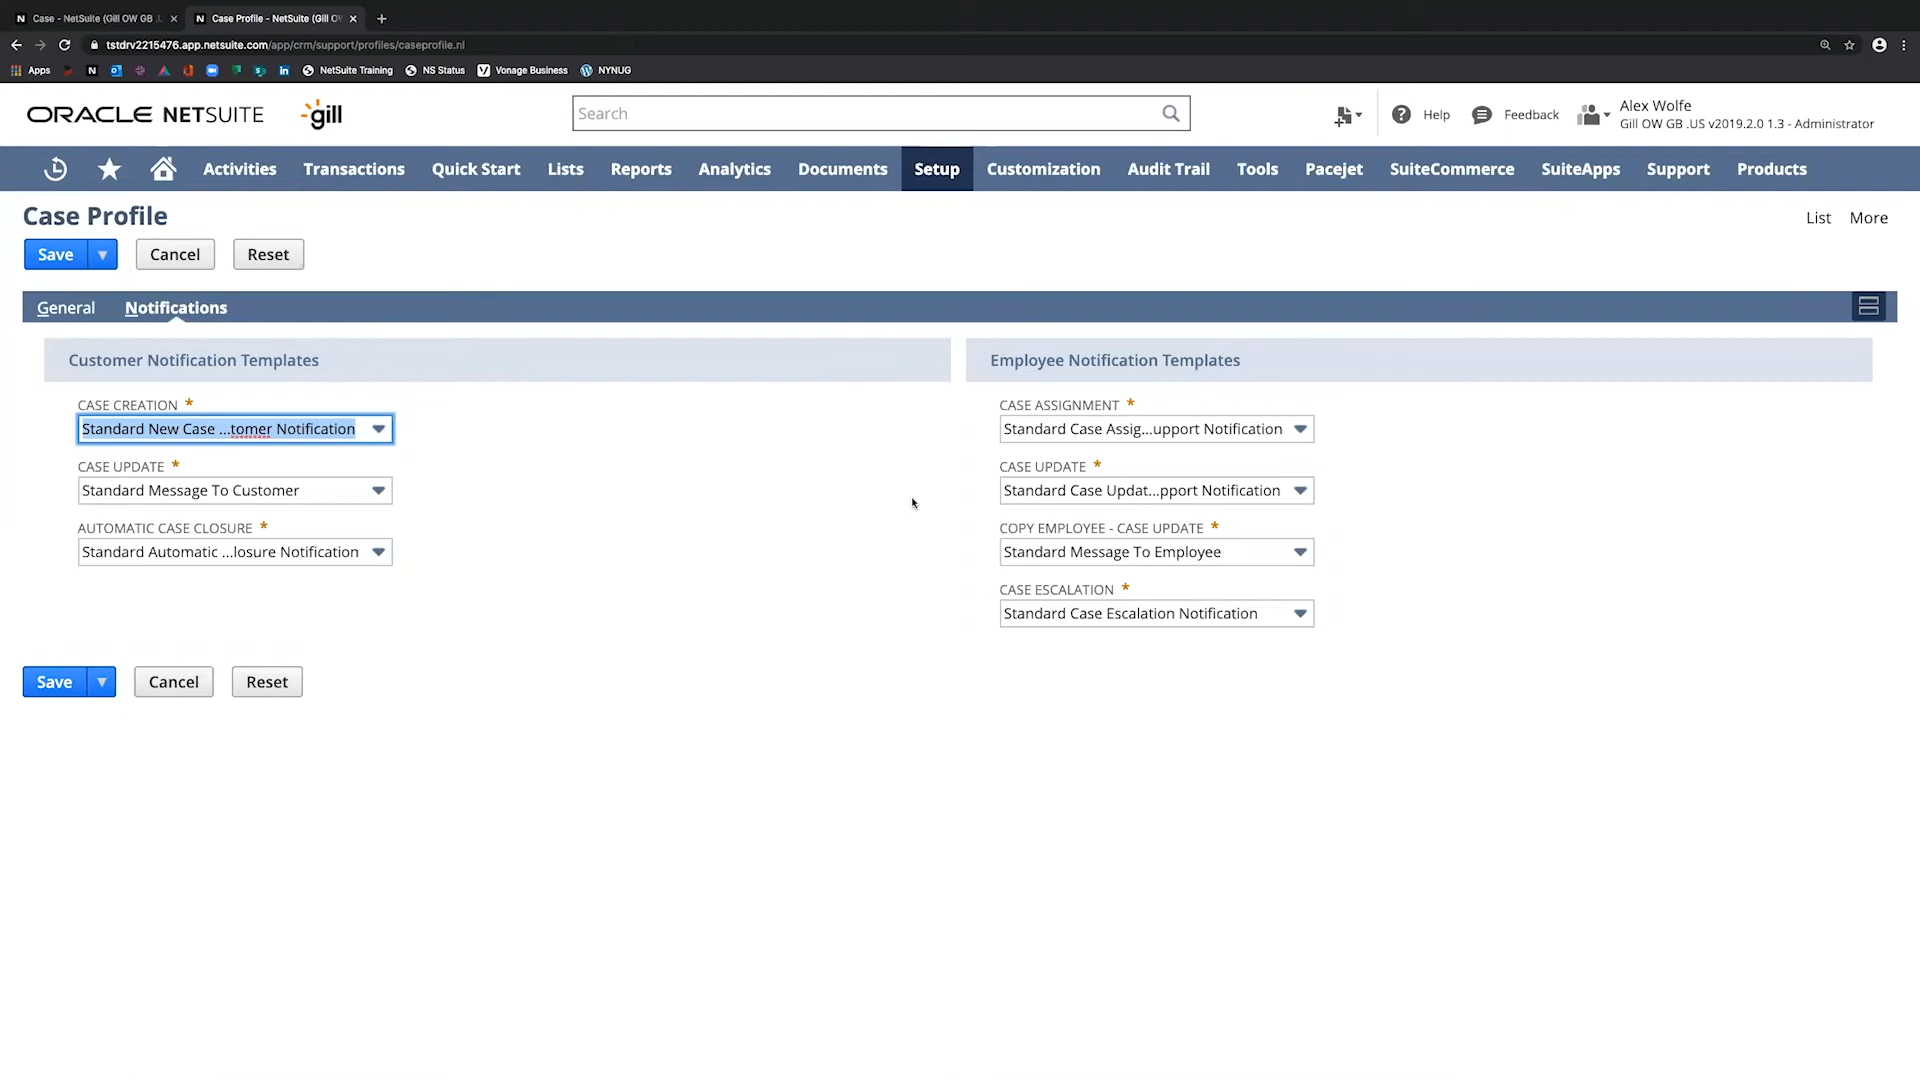 Case - NetSuite (Gill OW GB .
Case Profile - NetSuite (Gill OW
tstdrv2215476.app.netsuite.com/app/crm/support/profiles/caseprofile.nl
Apps
NetSuite Training
NS Status
Vonage Business
NYNUG
ORACLE NETSUITE
gill
Search
Help
Feedback
Alex Wolfe
Gill OW GB .US v2019.2.0 1.3 - Administrator
Activities
Transactions
Quick Start
Lists
Reports
Analytics
Documents
Setup
Customization
Audit Trail
Tools
Pacejet
SuiteCommerce
SuiteApps
Support
Products
Case Profile
List
More
Save
Cancel
Reset
General
Notifications
Customer Notification Templates
CASE CREATION *
Standard New Case ...tomer Notification
CASE UPDATE *
Standard Message To Customer
AUTOMATIC CASE CLOSURE *
Standard Automatic ...losure Notification
Employee Notification Templates
CASE ASSIGNMENT *
Standard Case Assig...upport Notification
CASE UPDATE *
Standard Case Updat...pport Notification
COPY EMPLOYEE - CASE UPDATE *
Standard Message To Employee
CASE ESCALATION *
Standard Case Escalation Notification
Save
Cancel
Reset